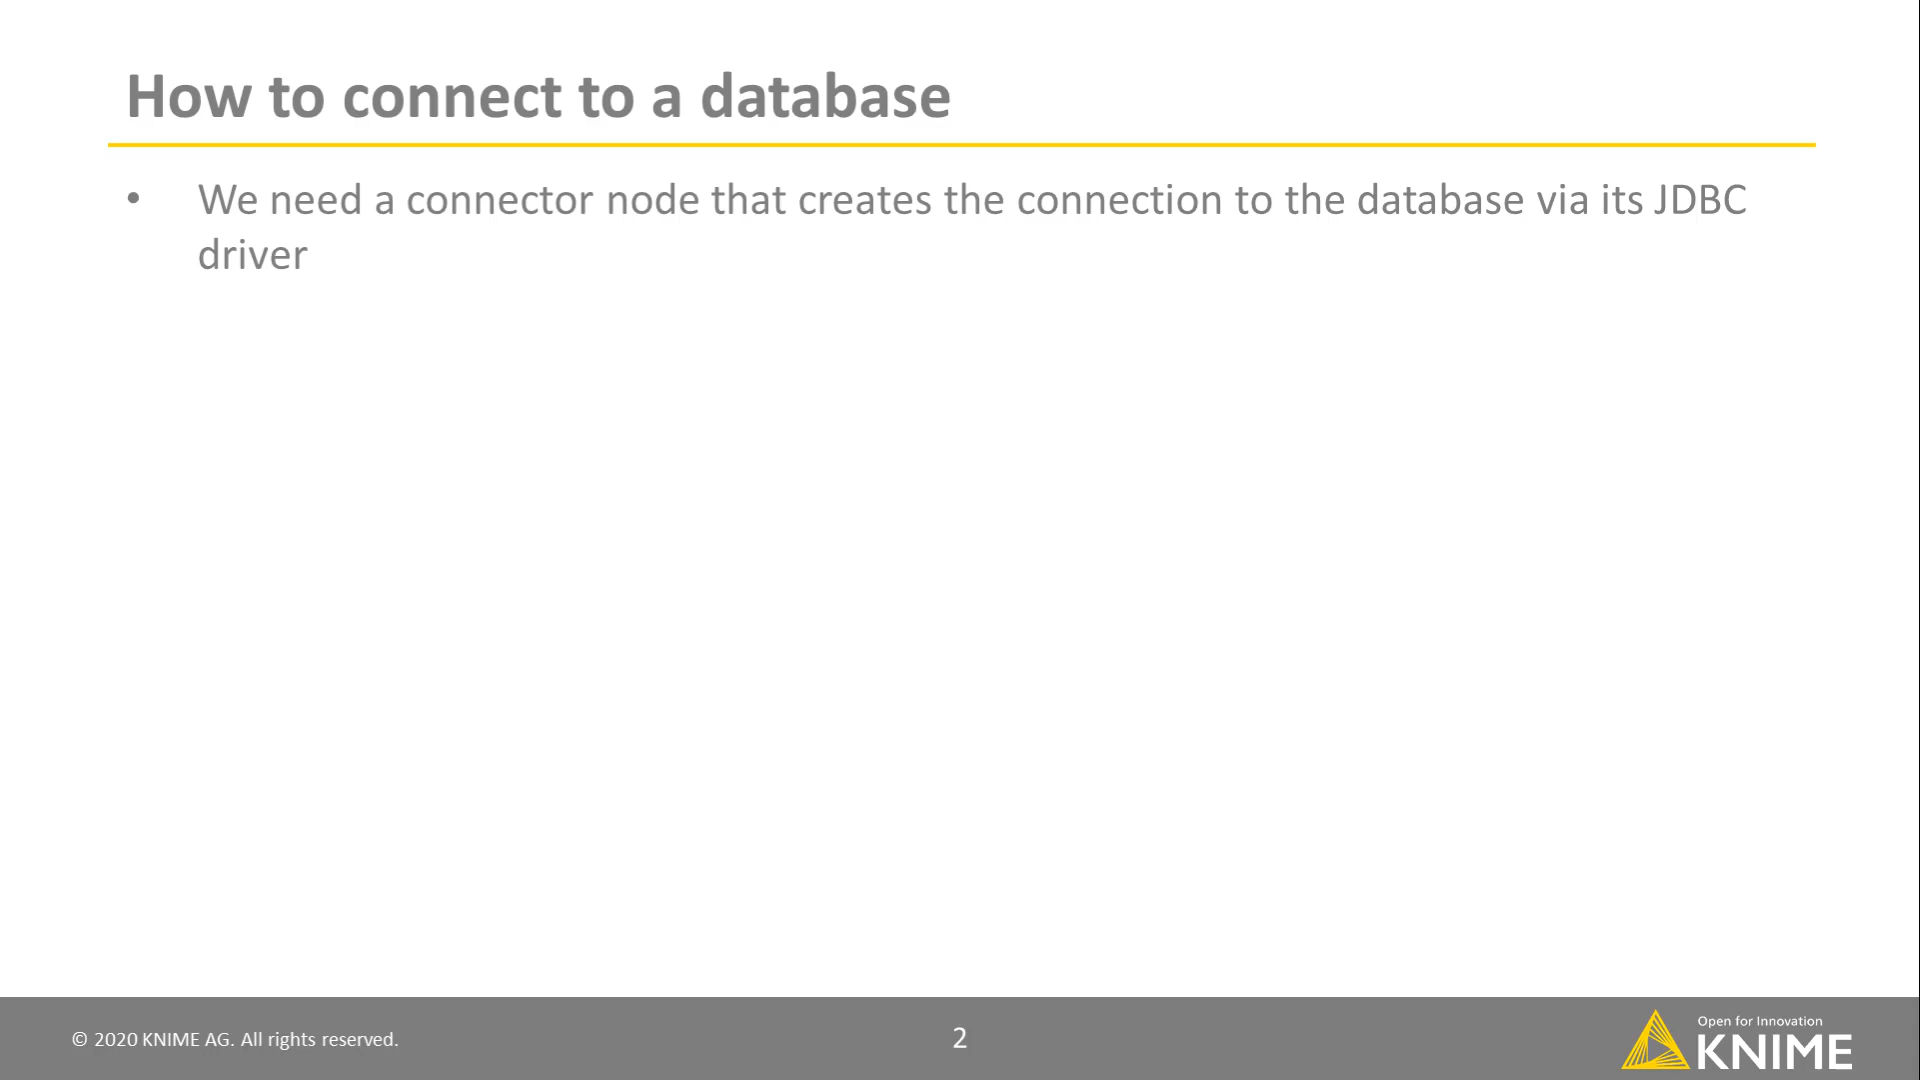 How to connect to a database
• We need a connector node that creates the connection to the database via its JDBC
driver
© 2020 KNIME AG. All rights reserved.
2
Open for Innovation
KNIME